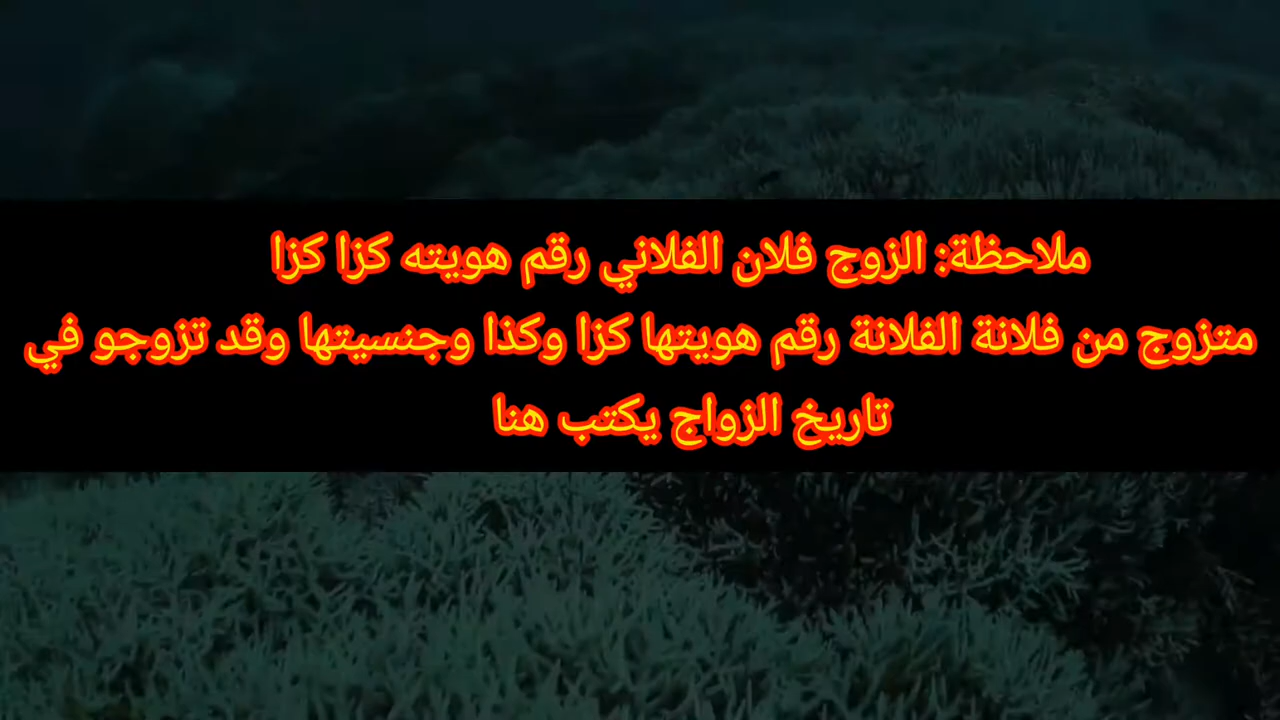 ملاحظة: الزوج فلان الفلاني رقم هويته كزا كزا
متزوج من فلانة الفلانة رقم هويتها كزا وكذا وجنسيتها وقد تزوجو في
تاريخ الزواج يكتب هنا